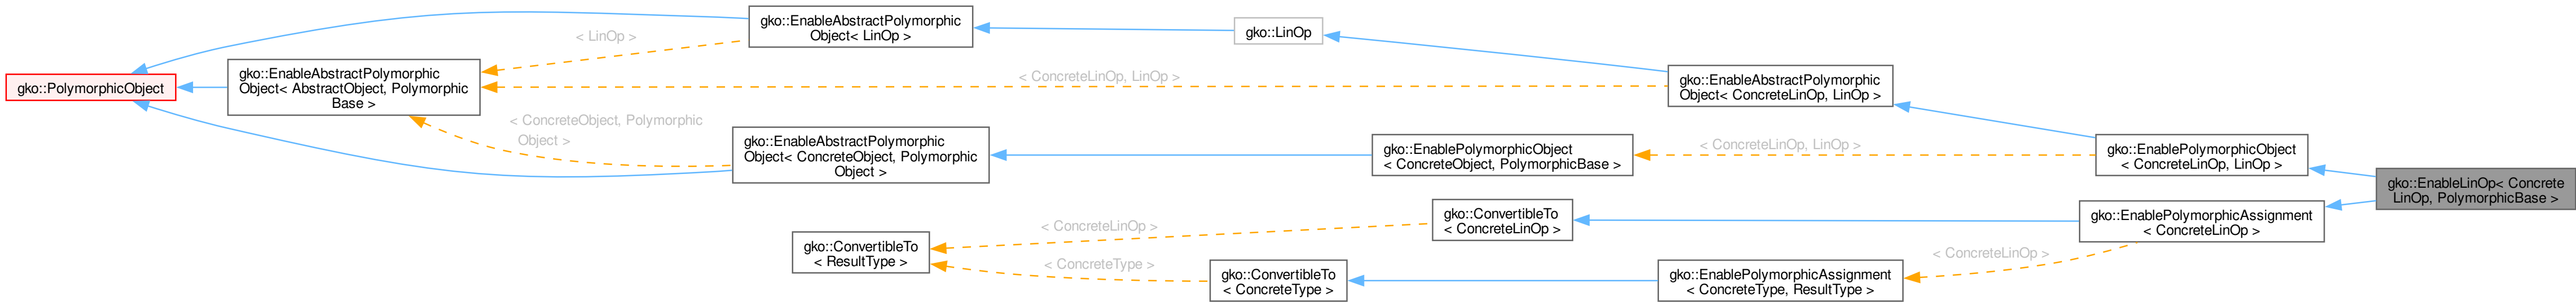 gko::PolymorphicObject
gko::EnableAbstractPolymorphic
Object< AbstractObject, Polymorphic
Base >
< LinOp >
< ConcreteObject, Polymorphic
Object >
gko::EnableAbstractPolymorphic
Object< LinOp >
gko::EnableAbstractPolymorphic
Object< ConcreteObject, Polymorphic
Object >
gko::ConvertibleTo
< ResultType >
gko::LinOp
< ConcreteLinOp, LinOp >
< ConcreteLinOp >
< ConcreteType >
gko::EnablePolymorphicObject
< ConcreteObject, PolymorphicBase >
gko::ConvertibleTo
< ConcreteLinOp >
gko::ConvertibleTo
< ConcreteType >
gko::EnableAbstractPolymorphic
Object< ConcreteLinOp, LinOp >
< ConcreteLinOp, LinOp >
gko::EnablePolymorphicAssignment
< ConcreteType, ResultType >
< ConcreteLinOp >
gko::EnablePolymorphicObject
< ConcreteLinOp, LinOp >
gko::EnablePolymorphicAssignment
< ConcreteLinOp >
gko::EnableLinOp< Concrete
LinOp, PolymorphicBase >